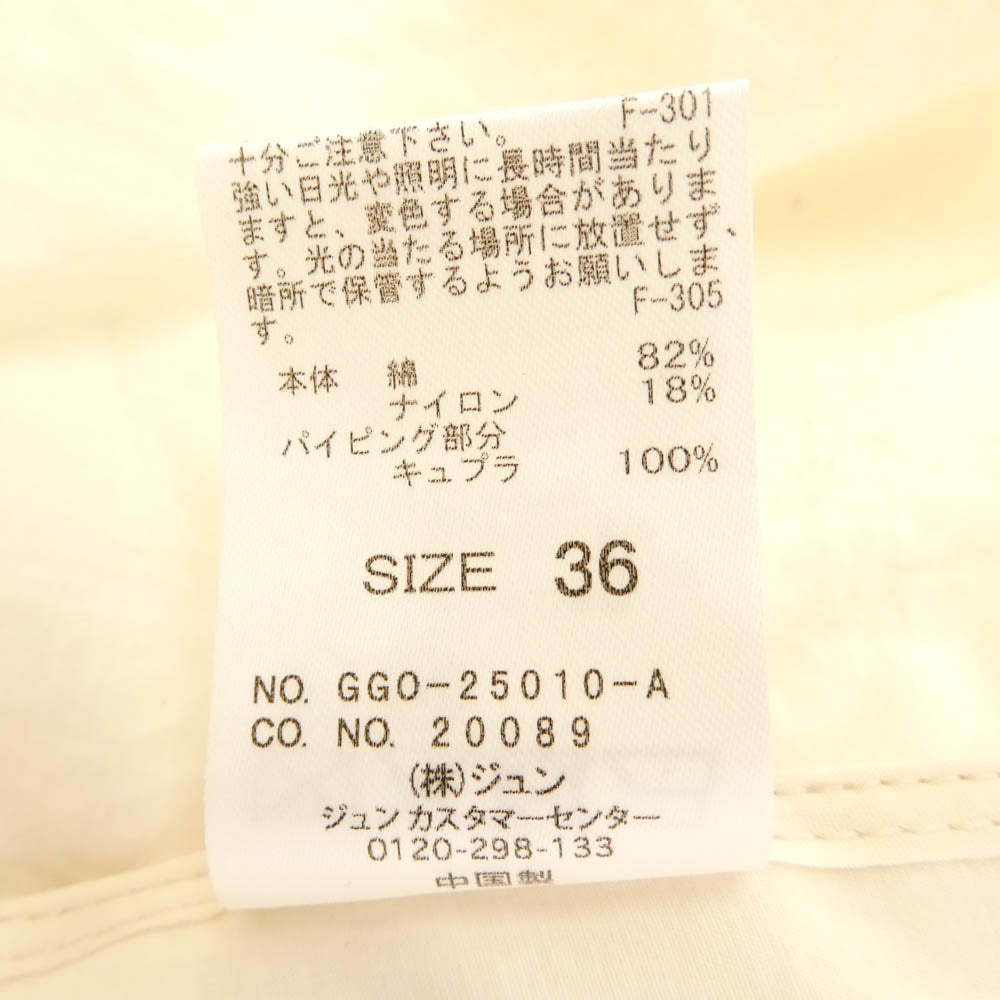 十分ご注意下さい。 F-301
強い日光や照明に長時間当たり
ますと、変色する場合がありま
す。光の当たる場所に放置せず、
暗所で保管するようお願いしま
す。 F-305
本体 綿 82%
ナイロン 18%
パイピング部分
キュプラ 100%
SIZE 36
NO. GGO-25010-A
CO. NO. 20089
(株)ジュン
ジュンカスタマーセンター
0120-298-133
中国製